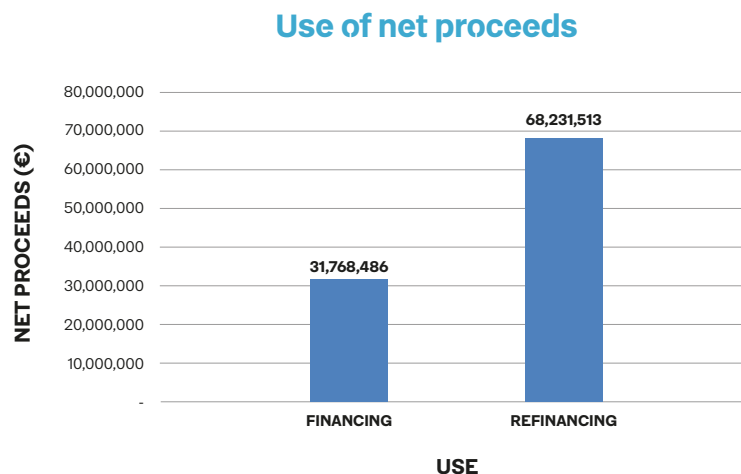 Use of net proceeds
NET PROCEEDS (€)
80,000,000
70,000,000
60,000,000
50,000,000
40,000,000
30,000,000
20,000,000
10,000,000
-
31,768,486
68,231,513
FINANCING
REFINANCING
USE